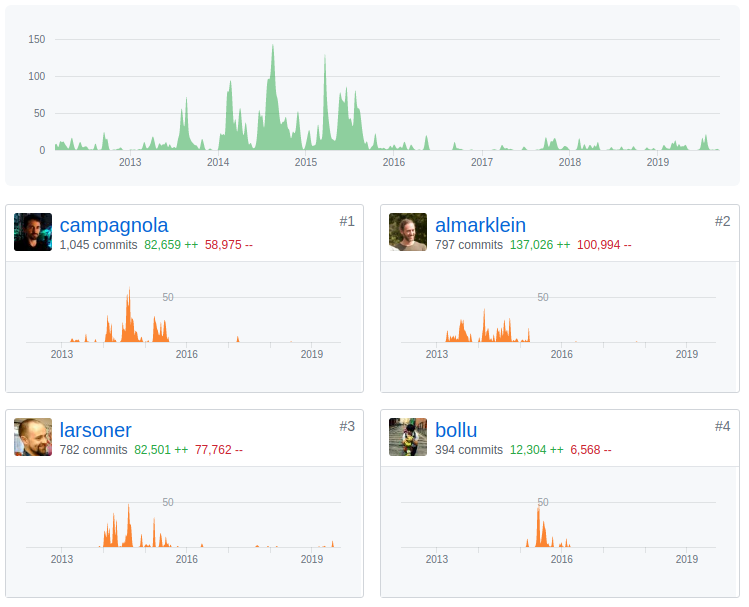 150
100
50
0
2013 2014 2015 2016 2017 2018 2019
campagnola #1
1,045 commits 82,659 ++ 58,975 --
50
2013 2016 2019
almarklein #2
797 commits 137,026 ++ 100,994 --
50
2013 2016 2019
larsoner #3
782 commits 82,501 ++ 77,762 --
50
2013 2016 2019
bollu #4
394 commits 12,304 ++ 6,568 --
50
2013 2016 2019